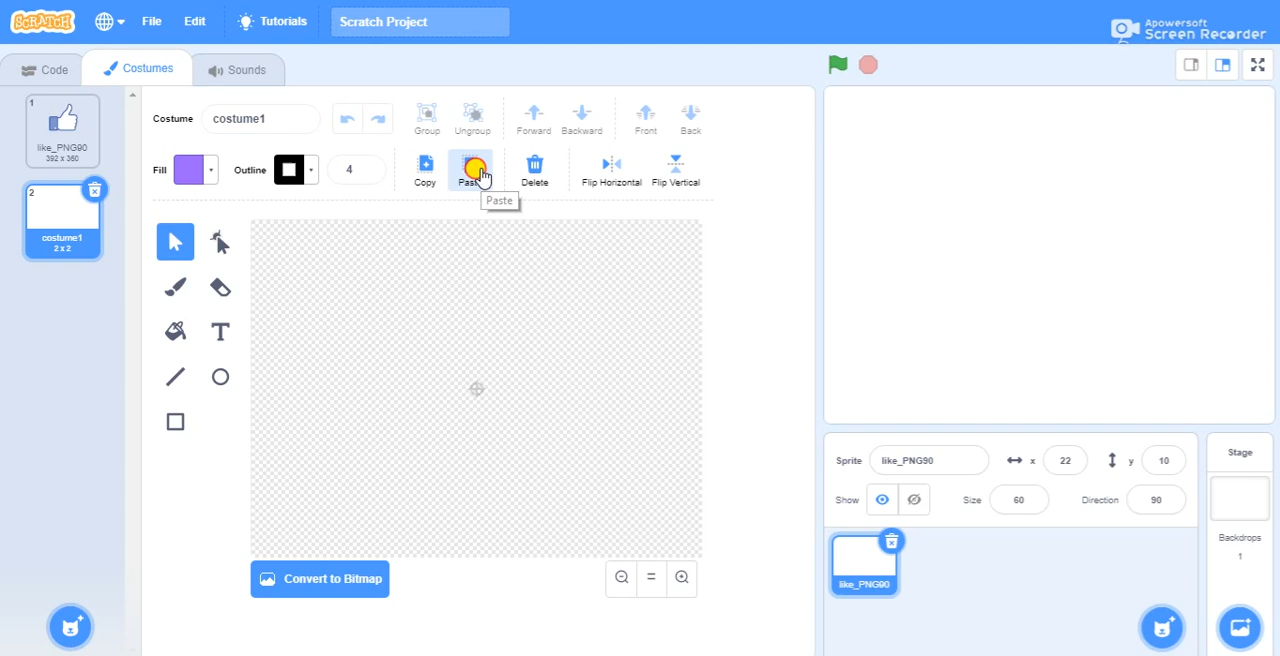 SCRATCH File Edit Tutorials Scratch Project
Apowersoft
Screen Recorder
Code Costumes Sounds
1
like_PNG90
392 x 360
2
costume1
2 x 2
Costume costume1
Group Ungroup Forward Backward Front Back
Fill Outline 4
Copy Paste Delete Flip Horizontal Flip Vertical
Paste
T
Convert to Bitmap
Sprite like_PNG90 x 22 y 10
Show Size 60 Direction 90
like_PNG90
Stage
Backdrops
1